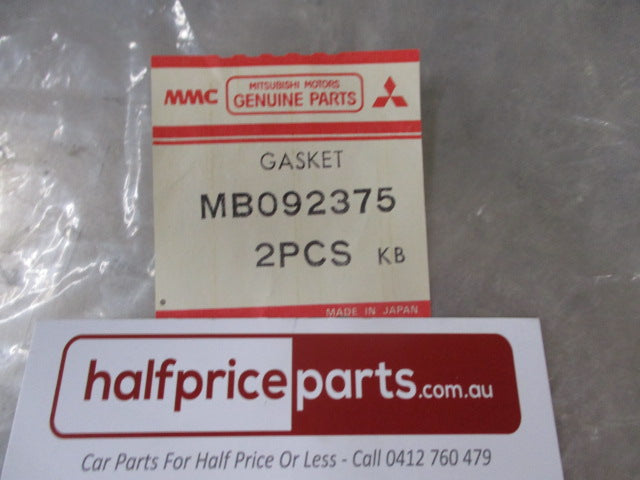 MMC
MITSUBISHI MOTORS
GENUINE PARTS
GASKET
MB092375
2PCS KB
MADE IN JAPAN
halfpriceparts.com.au
Car Parts For Half Price Or Less - Call 0412 760 479